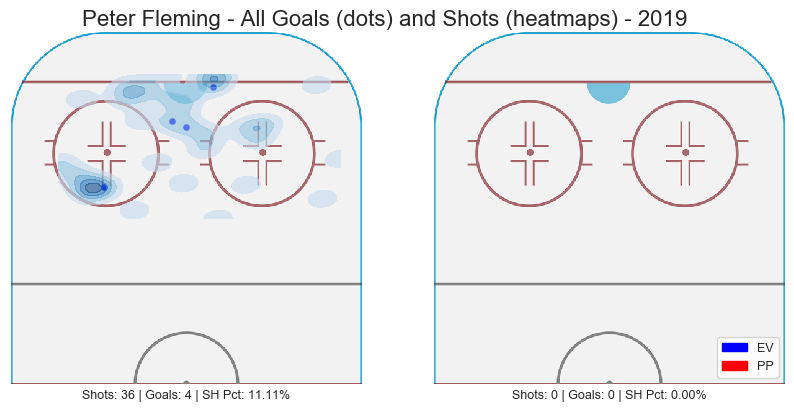 Peter Fleming - All Goals (dots) and Shots (heatmaps) - 2019
EV
PP
Shots: 36 | Goals: 4 | SH Pct: 11.11%
Shots: 0 | Goals: 0 | SH Pct: 0.00%